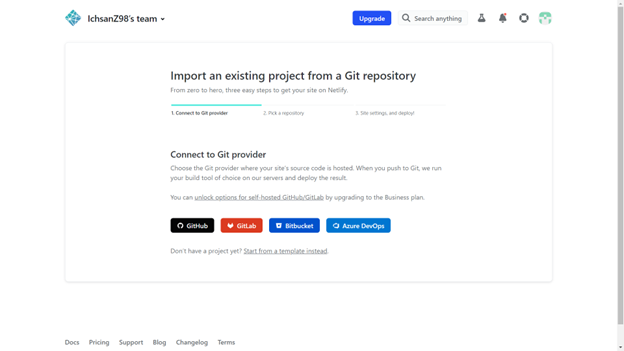 IchsanZ98's team
Upgrade
Search anything
Import an existing project from a Git repository
From zero to hero, three easy steps to get your site on Netlify.
1. Connect to Git provider
2. Pick a repository
3. Site settings, and deploy!
Connect to Git provider
Choose the Git provider where your site's source code is hosted. When you push to Git, we run
your build tool of choice on our servers and deploy the result.
You can unlock options for self-hosted GitHub/GitLab by upgrading to the Business plan.
GitHub
GitLab
Bitbucket
Azure DevOps
Don't have a project yet? Start from a template instead.
Docs
Pricing
Support
Blog
Changelog
Terms